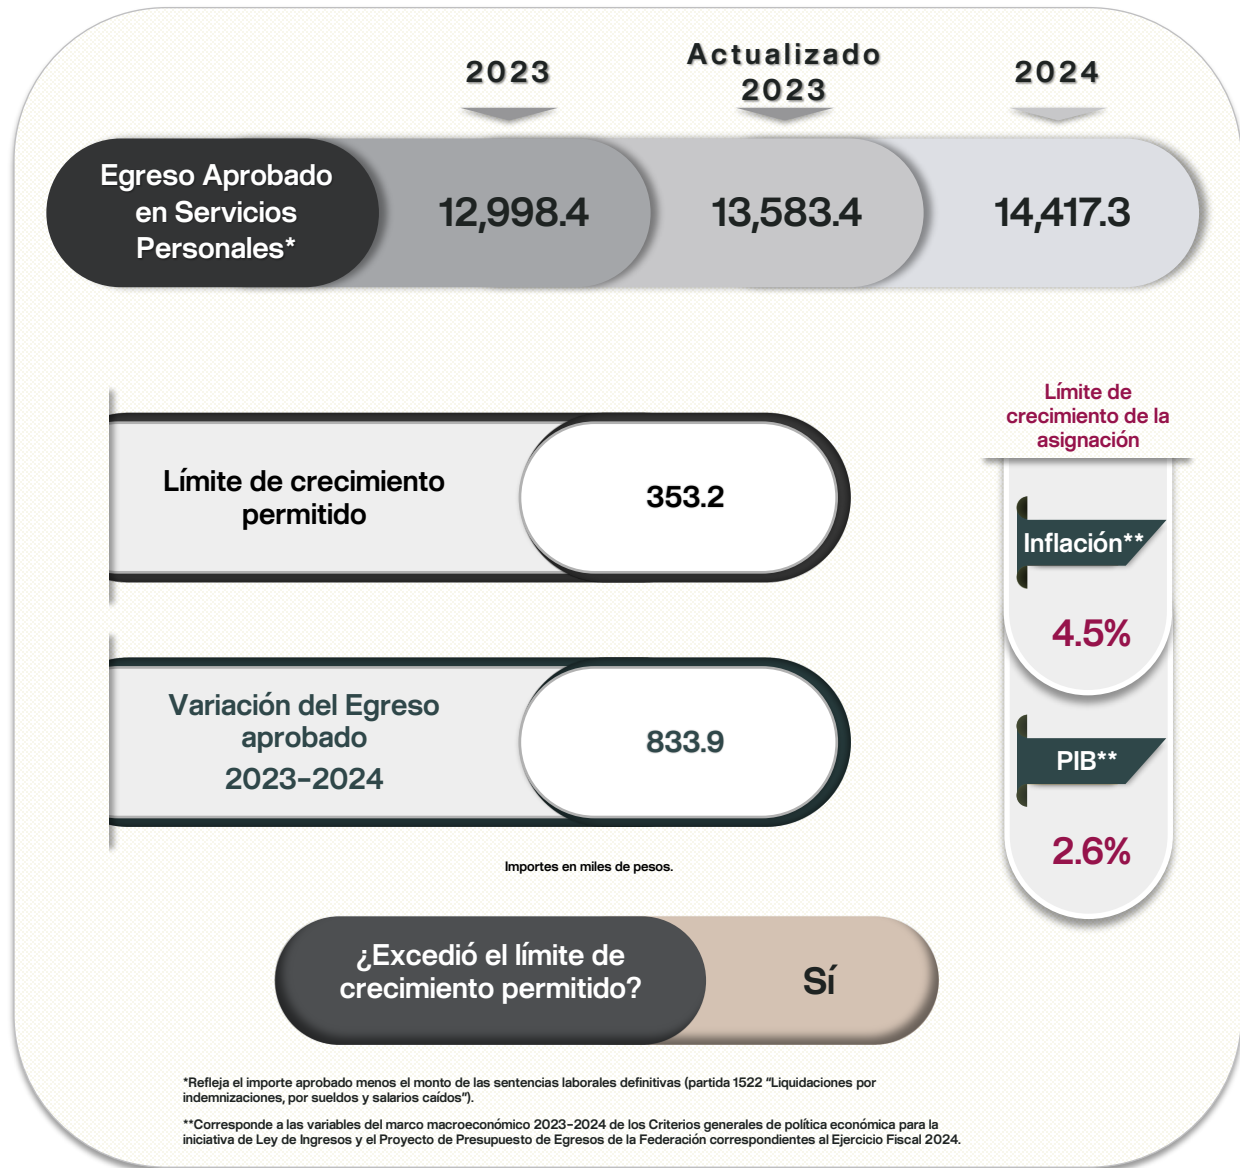 2023
Actualizado
2023
2024
Egreso Aprobado
en Servicios
Personales*
12,998.4
13,583.4
14,417.3
Límite de crecimiento
permitido
353.2
Variación del Egreso
aprobado
2023-2024
833.9
Límite de
crecimiento de la
asignación
Inflación**
4.5%
PIB**
2.6%
Importes en miles de pesos.
¿Excedió el límite de
crecimiento permitido?
Sí
*Refleja el importe aprobado menos el monto de las sentencias laborales definitivas (partida 1522 "Liquidaciones por
indemnizaciones, por sueldos y salarios caídos").
**Corresponde a las variables del marco macroeconómico 2023-2024 de los Criterios generales de política económica para la
iniciativa de Ley de Ingresos y el Proyecto de Presupuesto de Egresos de la Federación correspondientes al Ejercicio Fiscal 2024.